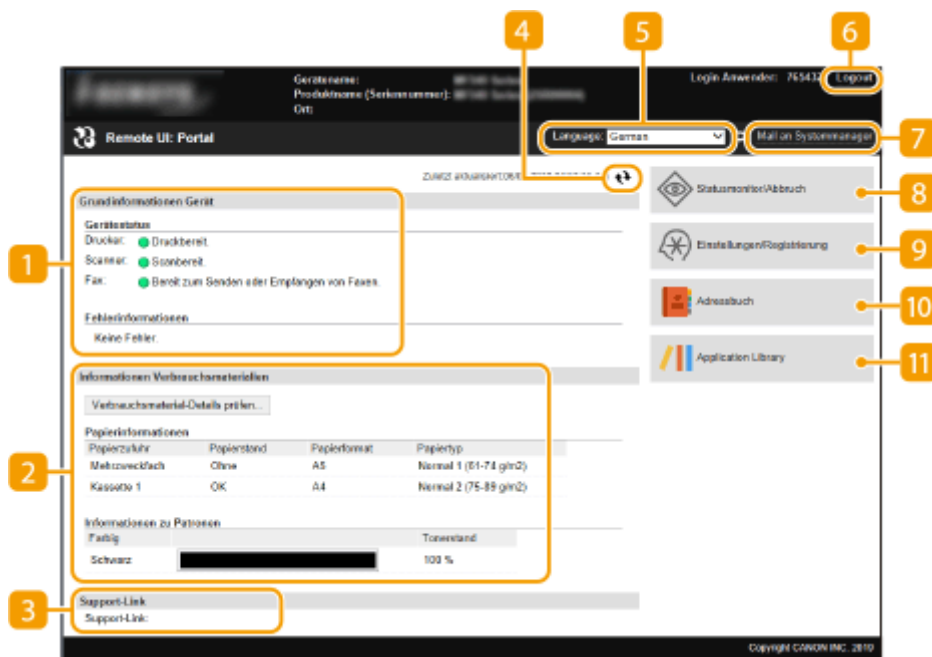 4 5 6
Gerätename:
Login Anwender: 76543 Logout
Produktname (Seriennummer):
Ort:
Remote UI: Portal
Language: German
Mail an Systemmanager
7
Zuletzt aktualisiert:
Grundinformationen Gerät
Statusmonitor/Abbruch
8
Gerätestatus
Drucker: Druckbereit.
Scanner: Scanbereit.
Fax: Bereit zum Senden oder Empfangen von Faxen.
1
Einstellungen/Registrierung
9
Fehlerinformationen
Keine Fehler.
Adressbuch
10
Application Library
11
Informationen Verbrauchsmaterialien
Verbrauchsmaterial-Details prüfen...
Papierinformationen
Papierzufuhr Papierstand Papierformat Papiertyp
Mehrzweckfach Ohne A5 Normal 1 (61-74 g/m2)
2
Kassette 1 OK A4 Normal 2 (75-89 g/m2)
Informationen zu Patronen
Farbig Tonerstand
Schwarz 100 %
Support-Link
3
Support-Link:
Copyright CANON INC. 2019